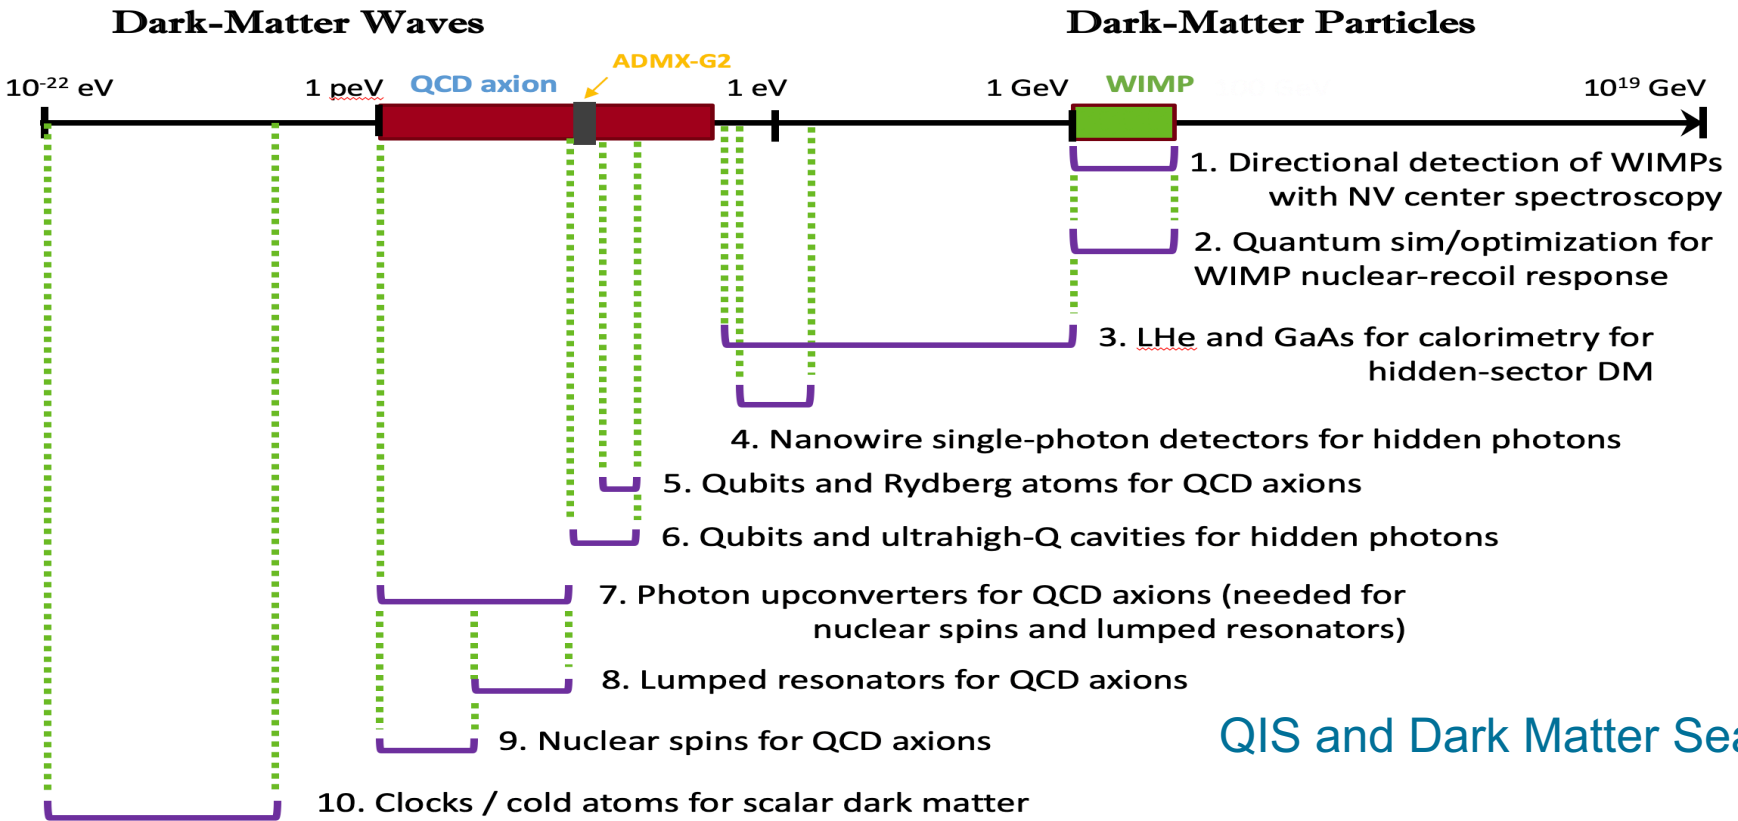 Dark-Matter Waves
Dark-Matter Particles
ADMX-G2
10⁻²² eV
1 peV
QCD axion
1 eV
1 GeV
WIMP
10¹⁹ GeV
1. Directional detection of WIMPs
with NV center spectroscopy
2. Quantum sim/optimization for
WIMP nuclear-recoil response
3. LHe and GaAs for calorimetry for
hidden-sector DM
4. Nanowire single-photon detectors for hidden photons
5. Qubits and Rydberg atoms for QCD axions
6. Qubits and ultrahigh-Q cavities for hidden photons
7. Photon upconverters for QCD axions (needed for
nuclear spins and lumped resonators)
8. Lumped resonators for QCD axions
9. Nuclear spins for QCD axions
QIS and Dark Matter Sea
10. Clocks / cold atoms for scalar dark matter